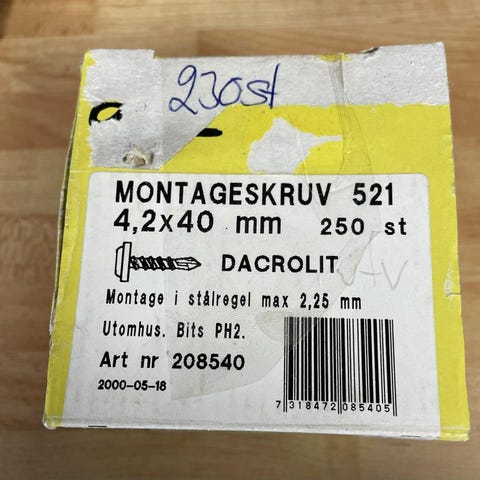 230st
MONTAGESKRUV 521
4,2x40 mm 250 st
DACROLIT
Montage i stålregel max 2,25 mm
Utomhus. Bits PH2.
Art nr 208540
2000-05-18
7 318472 085405